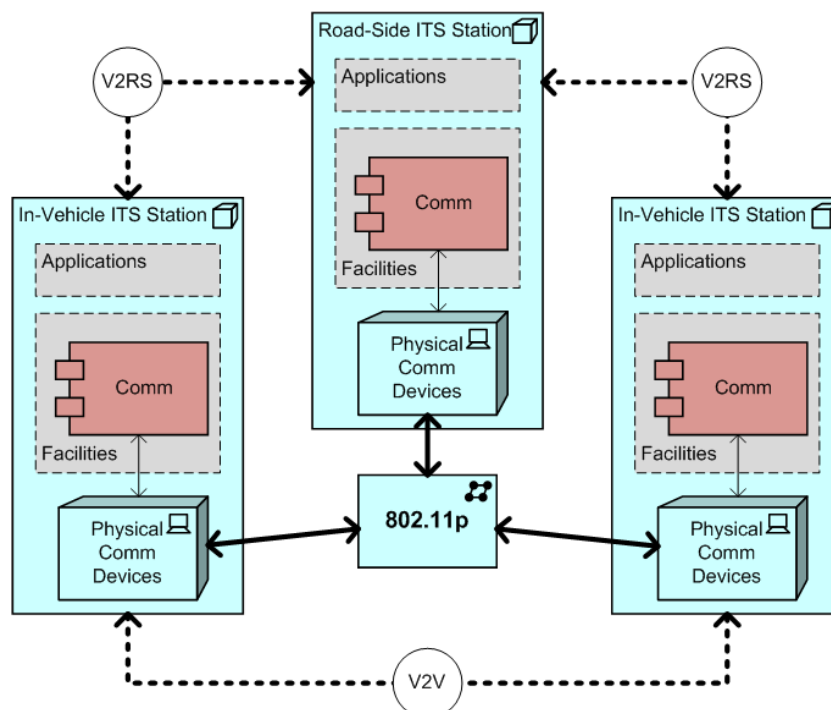 Road-Side ITS Station
V2RS
V2RS
Applications
Comm
Facilities
Physical
Comm
Devices
In-Vehicle ITS Station
Applications
Comm
Facilities
Physical
Comm
Devices
In-Vehicle ITS Station
Applications
Comm
Facilities
Physical
Comm
Devices
802.11p
V2V